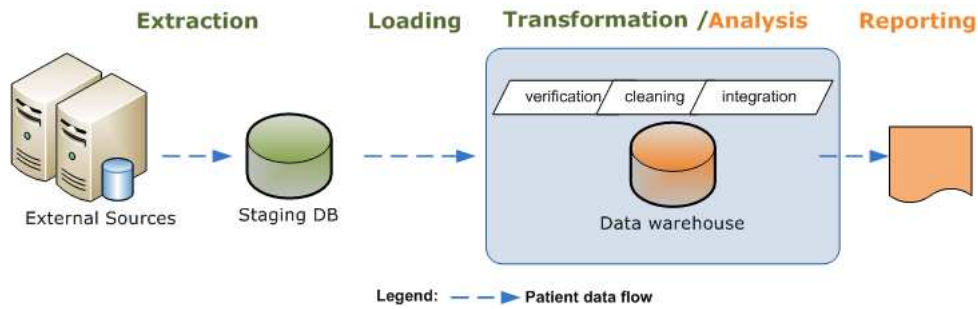 Extraction
Loading
Transformation /Analysis
Reporting
verification
cleaning
integration
External Sources
Staging DB
Data warehouse
Legend:
Patient data flow